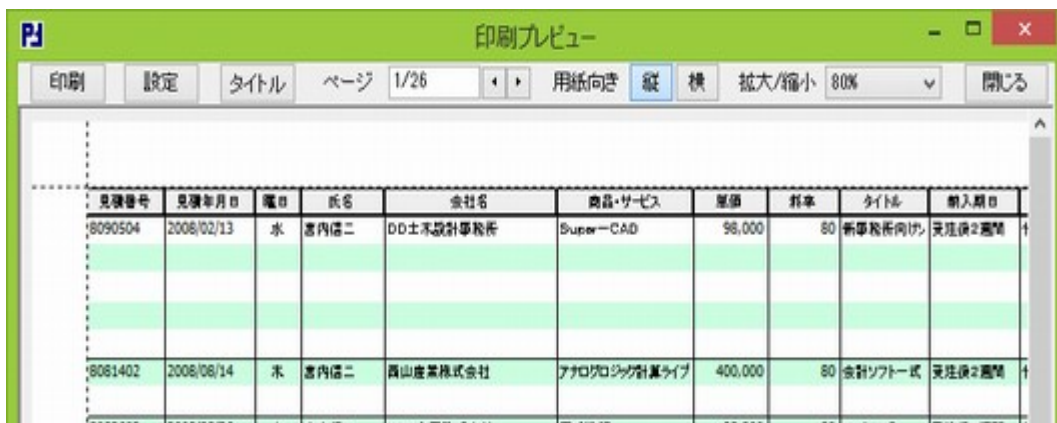 印刷プレビュー
印刷 設定 タイトル ページ 1/26 用紙向き 縦 横 拡大/縮小 80% 閉じる
見積番号 見積年月日 曜日 氏名 会社名 商品・サービス 単価 掛率 タイトル 納入期日
8090504 2008/02/13 水 宮内信二 DD土木設計事務所 Super-CAD 98,000 80 新事務所向けソ 受注後2週間
8081402 2008/08/14 木 宮内信二 西山産業株式会社 アナログロジック計算ライブ 400,000 80 会計ソフト一式 受注後2週間